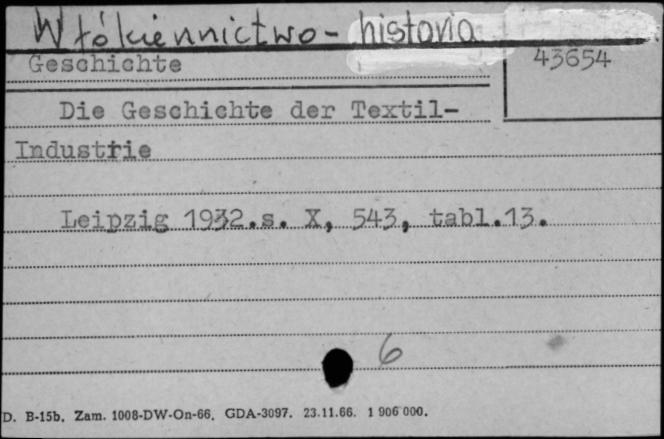 Włókiennictwo - historia
Geschichte
43654
Die Geschichte der Textil-
Industrie
Leipzig 1932.s. X, 543, tabl.13.
6
D. B-15b. Zam. 1008-DW-On-66. GDA-3097. 23.11.66. 1 906 000.